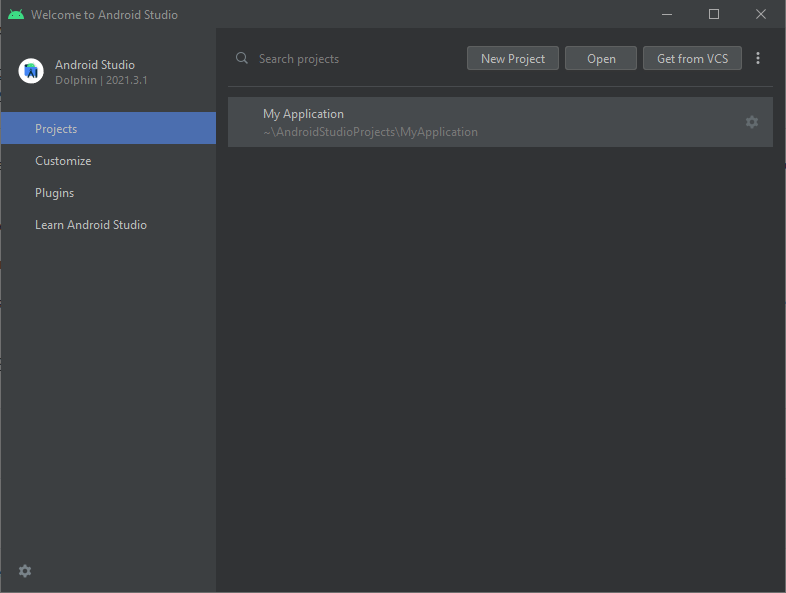 Welcome to Android Studio
Android Studio
Dolphin | 2021.3.1
Projects
Customize
Plugins
Learn Android Studio
Search projects
New Project
Open
Get from VCS
My Application
~\AndroidStudioProjects\MyApplication